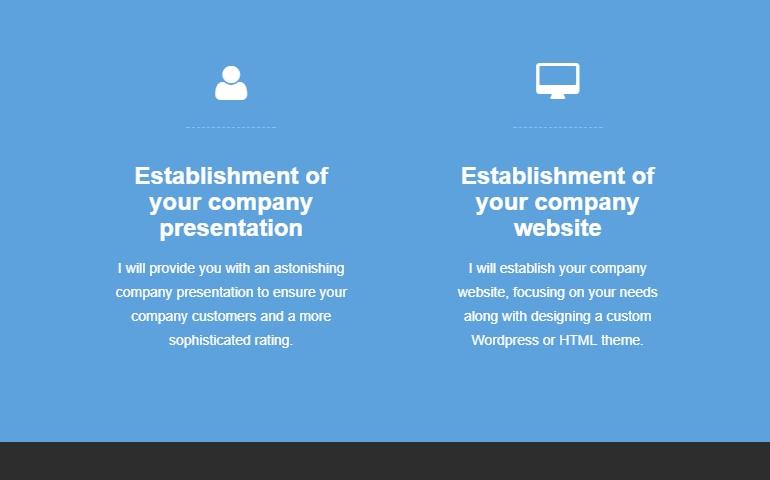 Establishment of
your company
presentation
I will provide you with an astonishing
company presentation to ensure your
company customers and a more
sophisticated rating.
Establishment of
your company
website
I will establish your company
website, focusing on your needs
along with designing a custom
Wordpress or HTML theme.